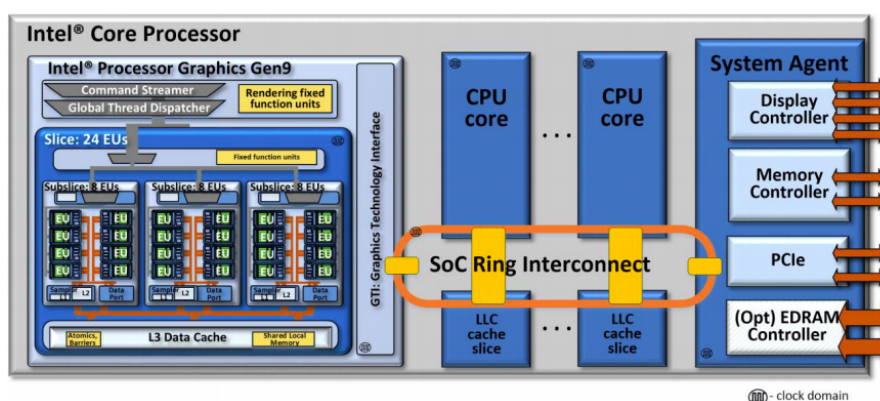 Intel® Core Processor
Intel® Processor Graphics Gen9
Command Streamer
Global Thread Dispatcher
Rendering fixed
function units
Slice: 24 EUs
Fixed function units
Subslice: 8 EUs
Subslice: 8 EUs
Subslice: 8 EUs
EU EU EU EU EU EU
EU EU EU EU EU EU
EU EU EU EU EU EU
EU EU EU EU EU EU
Sampler
L1
L2
Data
Port
Sampler
L1
L2
Data
Port
Sampler
L1
L2
Data
Port
Atomics,
Barriers
L3 Data Cache
Shared Local
Memory
GTI: Graphics Technology Interface
CPU
core
...
CPU
core
SoC Ring Interconnect
LLC
cache
slice
...
LLC
cache
slice
System Agent
Display
Controller
Memory
Controller
PCIe
(Opt) EDRAM
Controller
- clock domain